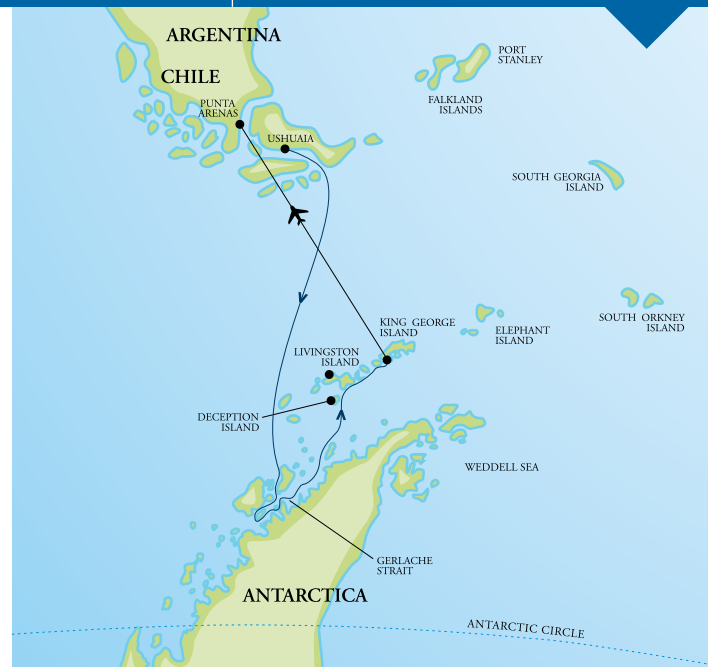 ARGENTINA
CHILE
PUNTA
ARENAS
USHUAIA
PORT
STANLEY
FALKLAND
ISLANDS
SOUTH GEORGIA
ISLAND
SOUTH ORKNEY
ISLAND
KING GEORGE
ISLAND
ELEPHANT
ISLAND
LIVINGSTON
ISLAND
DECEPTION
ISLAND
WEDDELL SEA
GERLACHE
STRAIT
ANTARCTICA
ANTARCTIC CIRCLE